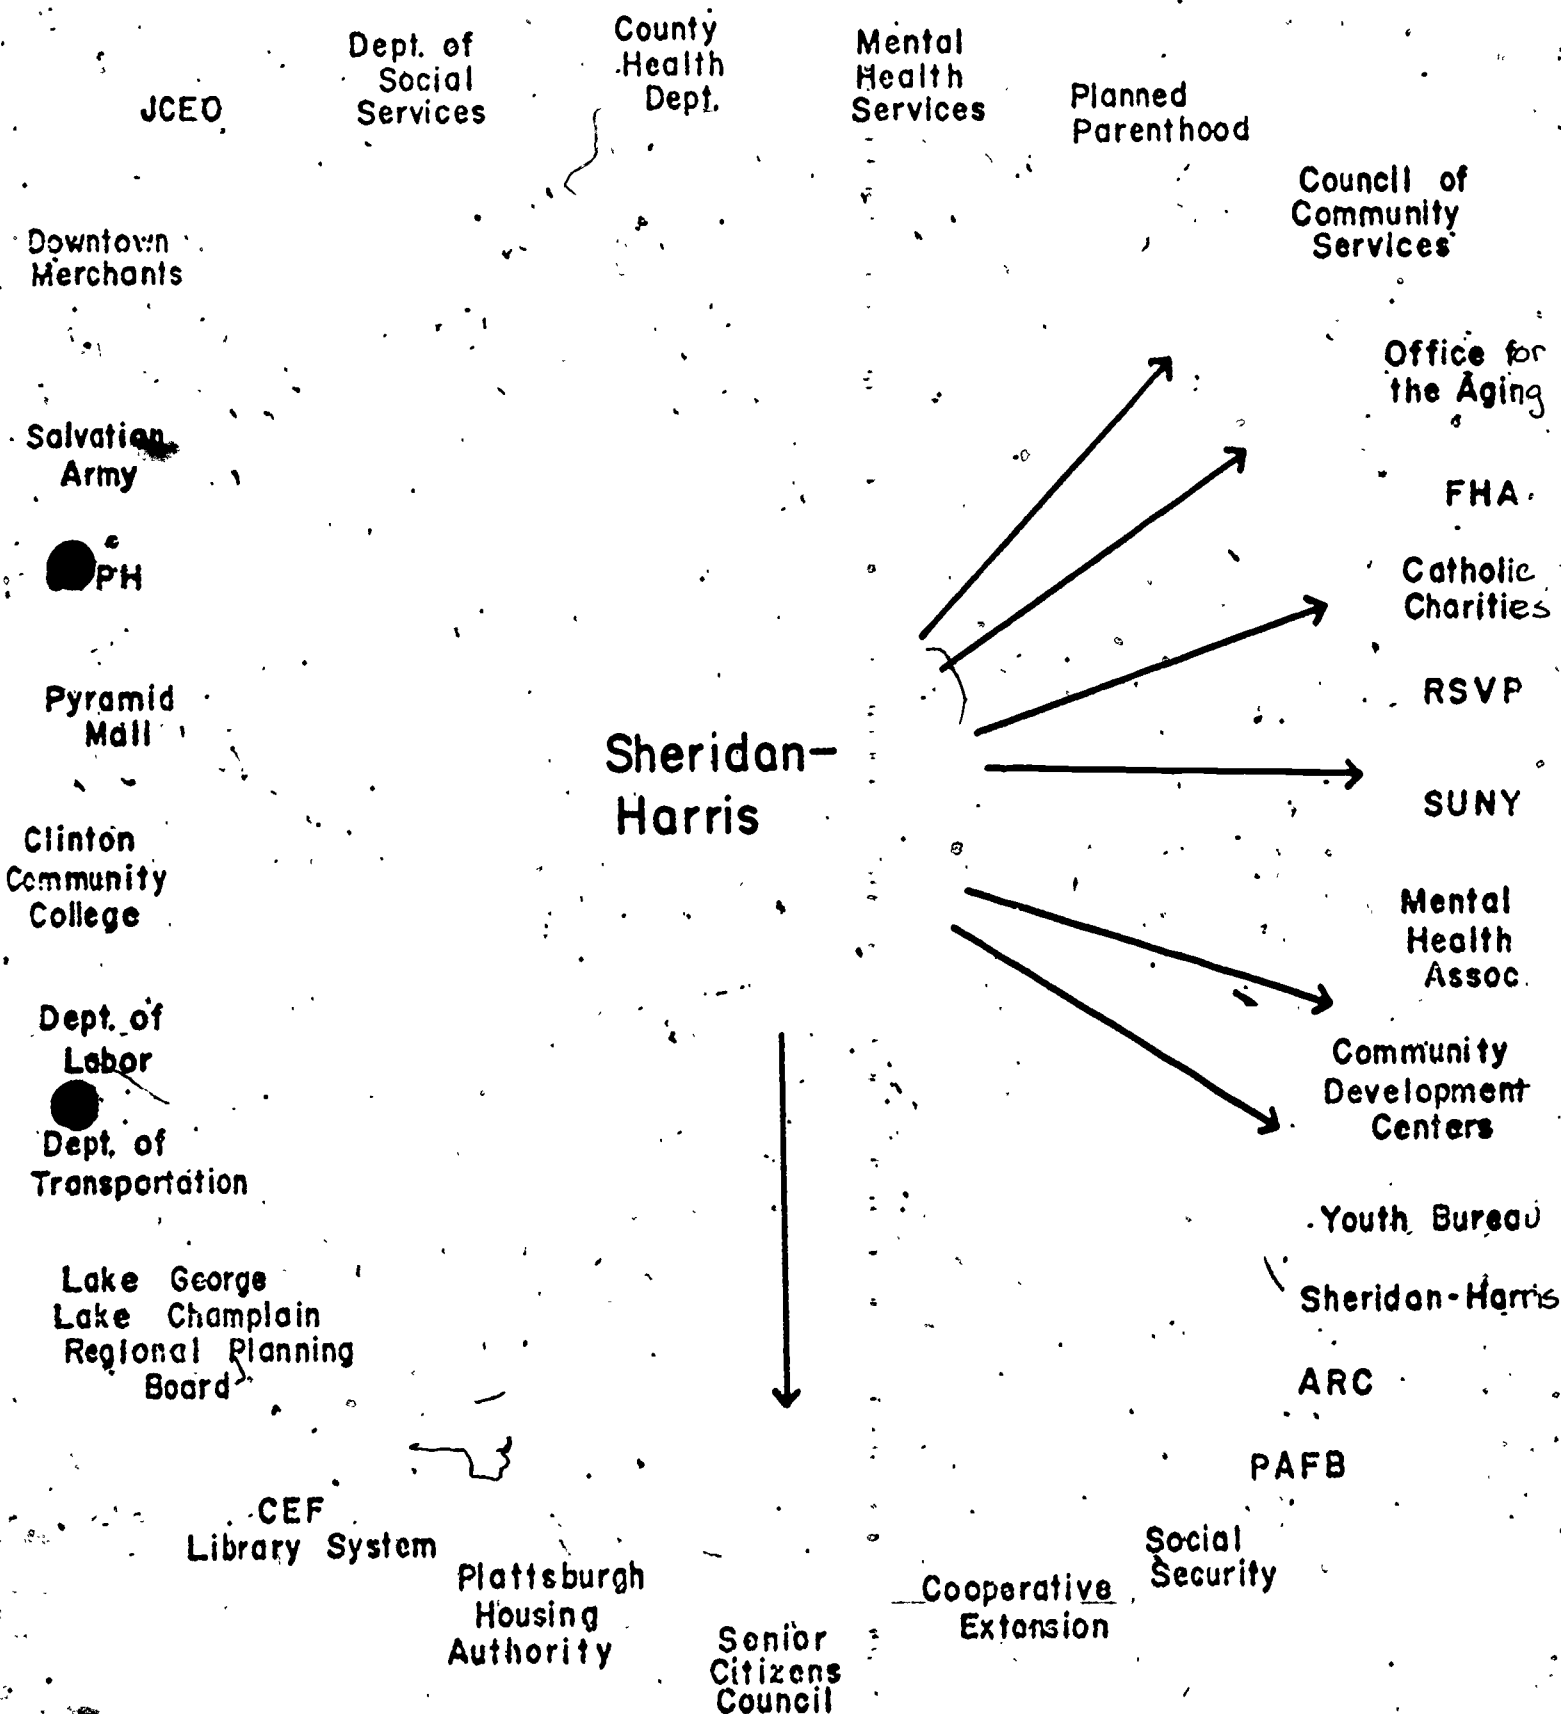 JCEO
Dept. of
Social
Services
County
Health
Dept.
Mental
Health
Services
Planned
Parenthood
Council of
Community
Services
Downtown
Merchants
Office for
the Aging
Salvation
Army
FHA
PH
Catholic
Charities
Pyramid
Mall
RSVP
Sheridan-
Harris
SUNY
Clinton
Community
College
Mental
Health
Assoc.
Dept. of
Labor
Community
Development
Centers
Dept. of
Transportation
Youth Bureau
Lake George
Lake Champlain
Regional Planning
Board
Sheridan-Harris
ARC
PAFB
CEF
Library System
Plattsburgh
Housing
Authority
Senior
Citizens
Council
Cooperative
Extension
Social
Security